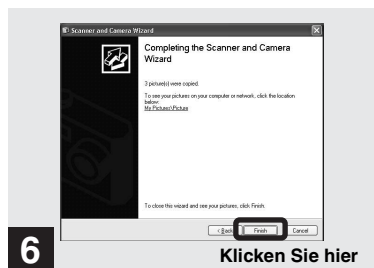 Scanner and Camera Wizard
Completing the Scanner and Camera
Wizard
3 picture(s) were copied.
To see your pictures on your computer or network, click the location
below:
My Pictures\Picture
To close this wizard and see your pictures, click Finish.
< Back
Finish
Cancel
6
Klicken Sie hier